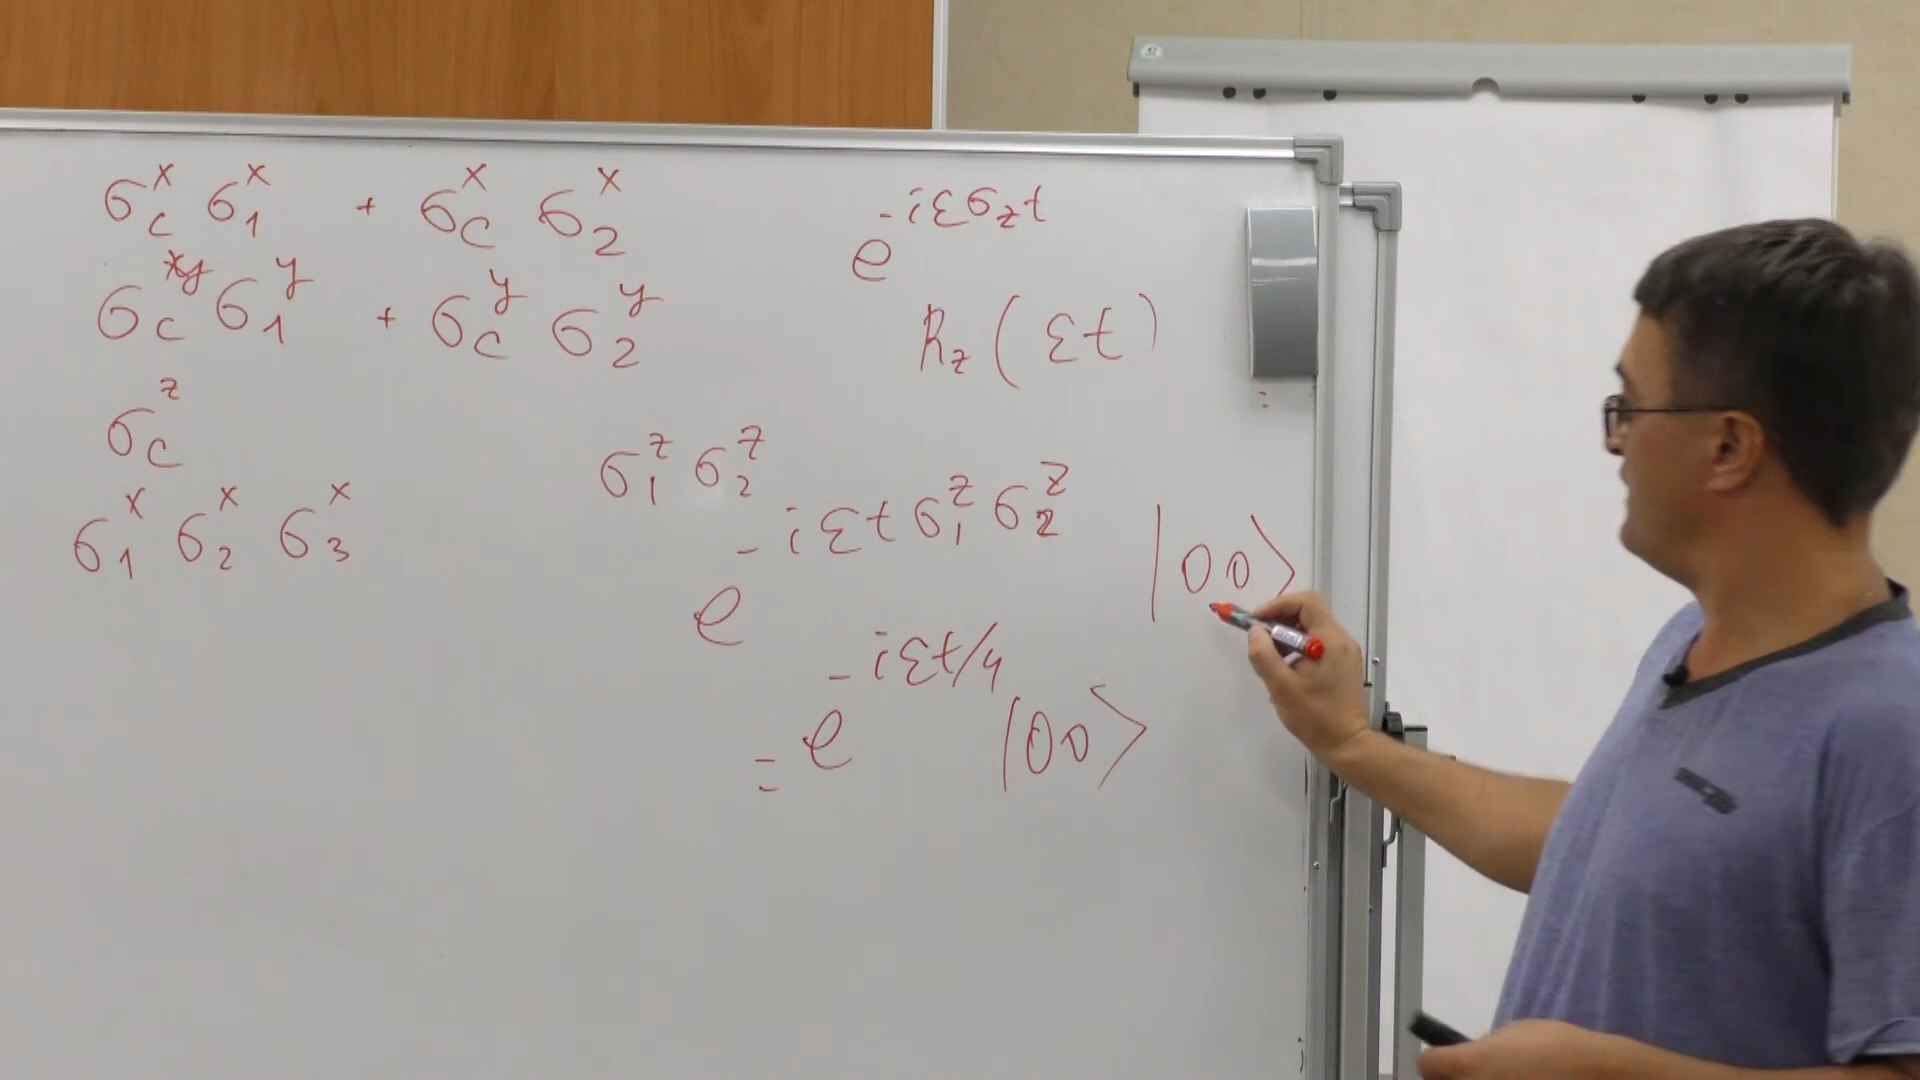 σ_c^x σ_1^x + σ_c^x σ_2^x
σ_c^y σ_1^y + σ_c^y σ_2^y
σ_c^z
σ_1^x σ_2^x σ_3^x
e^{-iεσ_z t}
R_z(εt)
σ_1^z σ_2^z
e^{-iεt σ_1^z σ_2^z} |00⟩
= e^{-iεt/4} |00⟩